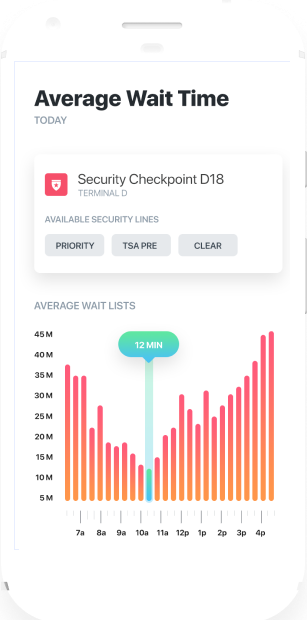 Average Wait Time
TODAY
Security Checkpoint D18
TERMINAL D
AVAILABLE SECURITY LINES
PRIORITY TSA PRE CLEAR
AVERAGE WAIT LISTS
45 M
12 MIN
40 M
35 M
30 M
25 M
20 M
15 M
10 M
5 M
7a 8a 9a 10a 11a 12p 1p 2p 3p 4p